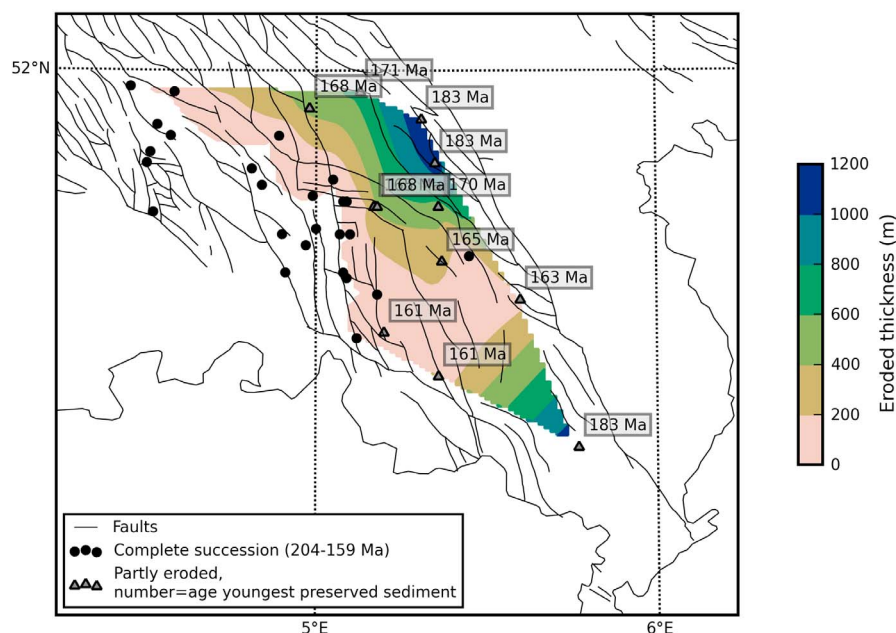 52°N
171 Ma
168 Ma
183 Ma
183 Ma
168 Ma
170 Ma
165 Ma
163 Ma
161 Ma
161 Ma
183 Ma
Faults
Complete succession (204-159 Ma)
Partly eroded,
number=age youngest preserved sediment
5°E
6°E
1200
1000
800
600
400
200
0
Eroded thickness (m)